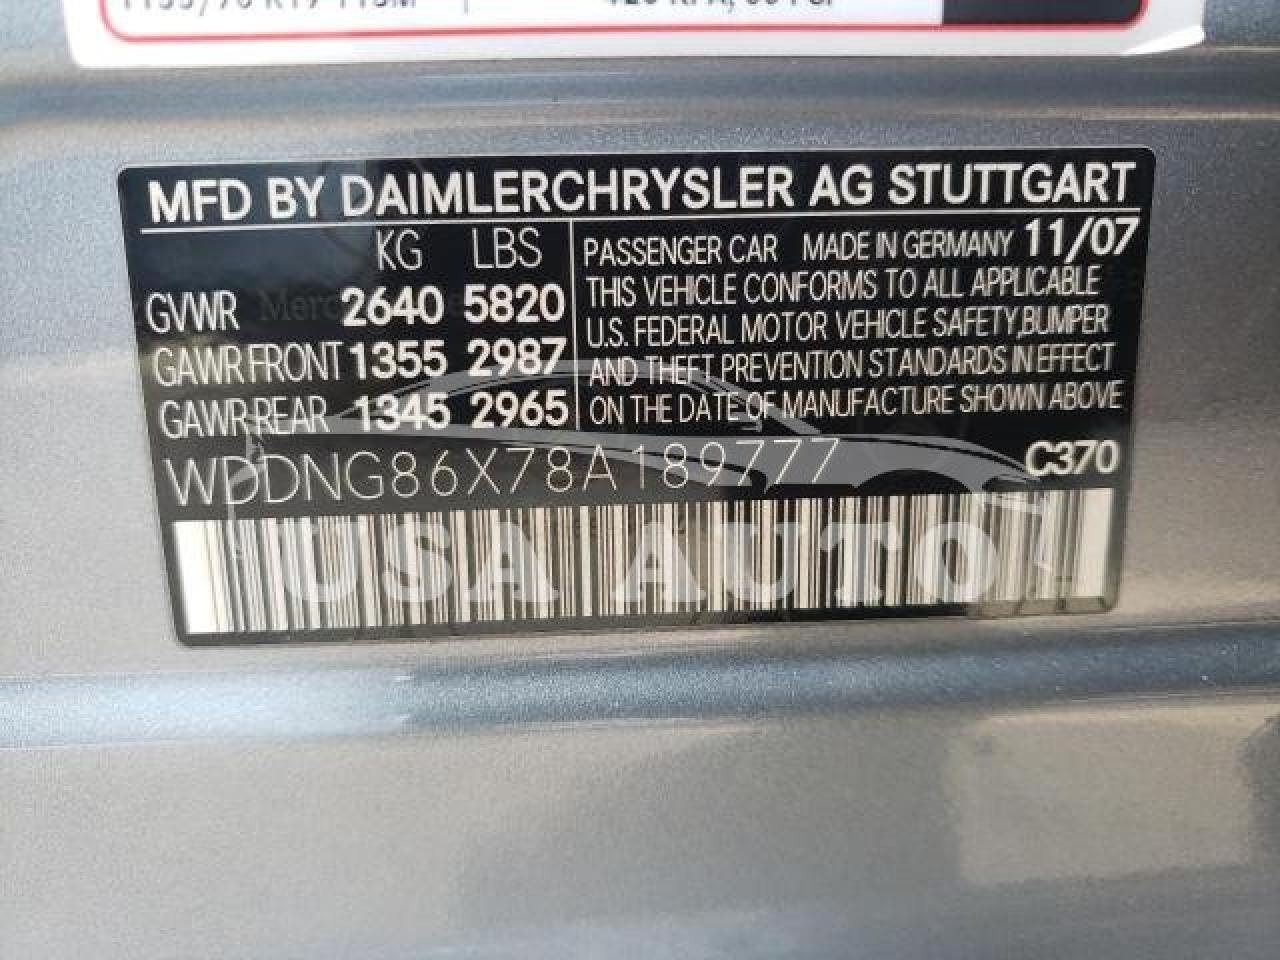 MFD BY DAIMLERCHRYSLER AG STUTTGART
KG LBS
GVWR 2640 5820
GAWR FRONT 1355 2987
GAWR REAR 1345 2965
PASSENGER CAR MADE IN GERMANY 11/07
THIS VEHICLE CONFORMS TO ALL APPLICABLE
U.S. FEDERAL MOTOR VEHICLE SAFETY, BUMPER
AND THEFT PREVENTION STANDARDS IN EFFECT
ON THE DATE OF MANUFACTURE SHOWN ABOVE
WDDNG86X78A189777 C370
USA AUTO